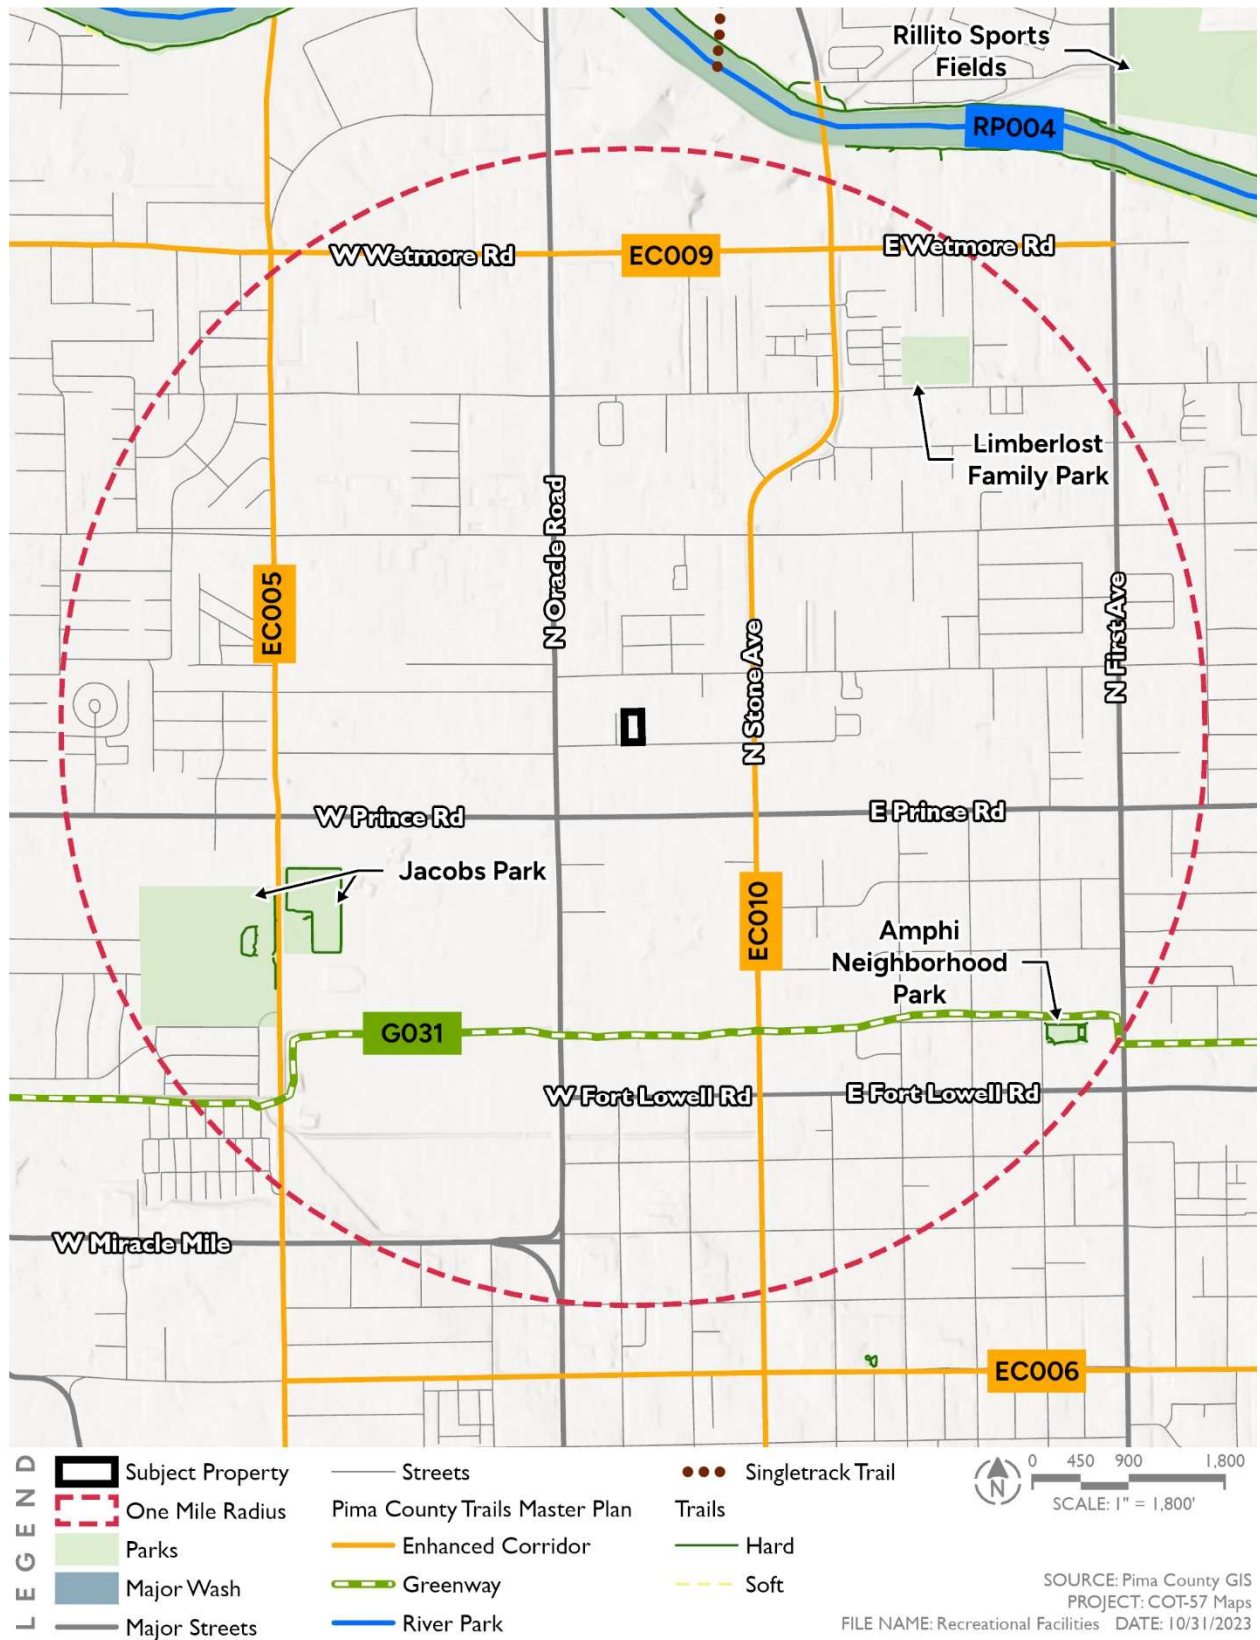 Rillito Sports
Fields
RP004
W Wetmore Rd
EC009
E Wetmore Rd
Limberlost
Family Park
N Oracle Road
EC005
N Stone Ave
N First Ave
W Prince Rd
E Prince Rd
Jacobs Park
EC010
Amphi
Neighborhood
Park
G031
W Fort Lowell Rd
E Fort Lowell Rd
W Miracle Mile
EC006
LEGEND
Subject Property
One Mile Radius
Parks
Major Wash
Major Streets
Streets
Pima County Trails Master Plan
Enhanced Corridor
Greenway
River Park
Singletrack Trail
Trails
Hard
Soft
N
0 450 900 1,800
SCALE: 1" = 1,800'
SOURCE: Pima County GIS
PROJECT: COT-57 Maps
FILE NAME: Recreational Facilities DATE: 10/31/2023